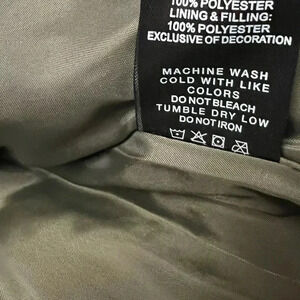 100% POLYESTER
LINING & FILLING:
100% POLYESTER
EXCLUSIVE OF DECORATION
MACHINE WASH
COLD WITH LIKE
COLORS
DO NOT BLEACH
TUMBLE DRY LOW
DO NOT IRON